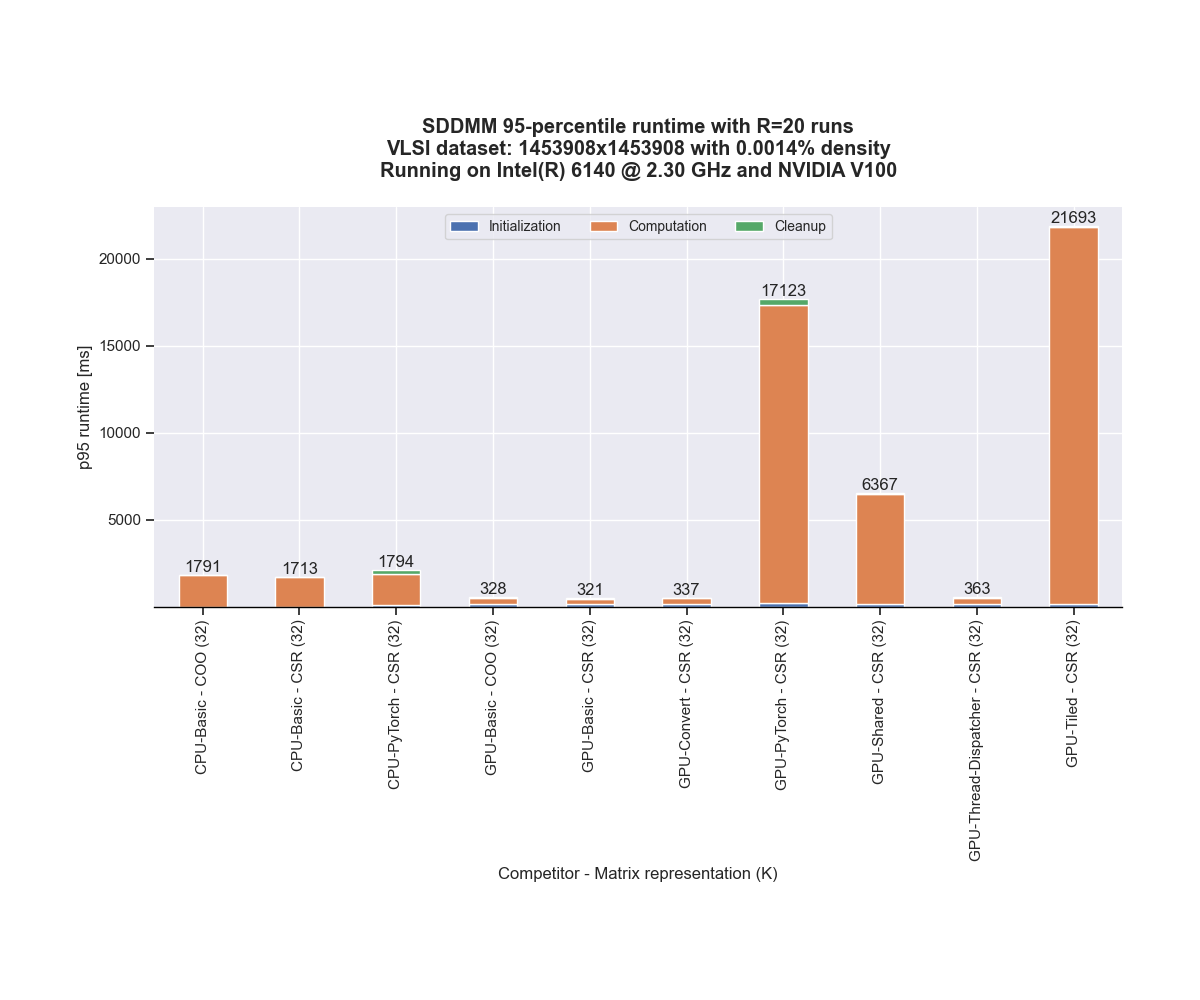 SDDMM 95-percentile runtime with R=20 runs
VLSI dataset: 1453908x1453908 with 0.0014% density
Running on Intel(R) 6140 @ 2.30 GHz and NVIDIA V100
Initialization Computation Cleanup
p95 runtime [ms]
20000
15000
10000
5000
1791
1713
1794
328
321
337
17123
6367
363
21693
CPU-Basic - COO (32)
CPU-Basic - CSR (32)
CPU-PyTorch - CSR (32)
GPU-Basic - COO (32)
GPU-Basic - CSR (32)
GPU-Convert - CSR (32)
GPU-PyTorch - CSR (32)
GPU-Shared - CSR (32)
GPU-Thread-Dispatcher - CSR (32)
GPU-Tiled - CSR (32)
Competitor - Matrix representation (K)